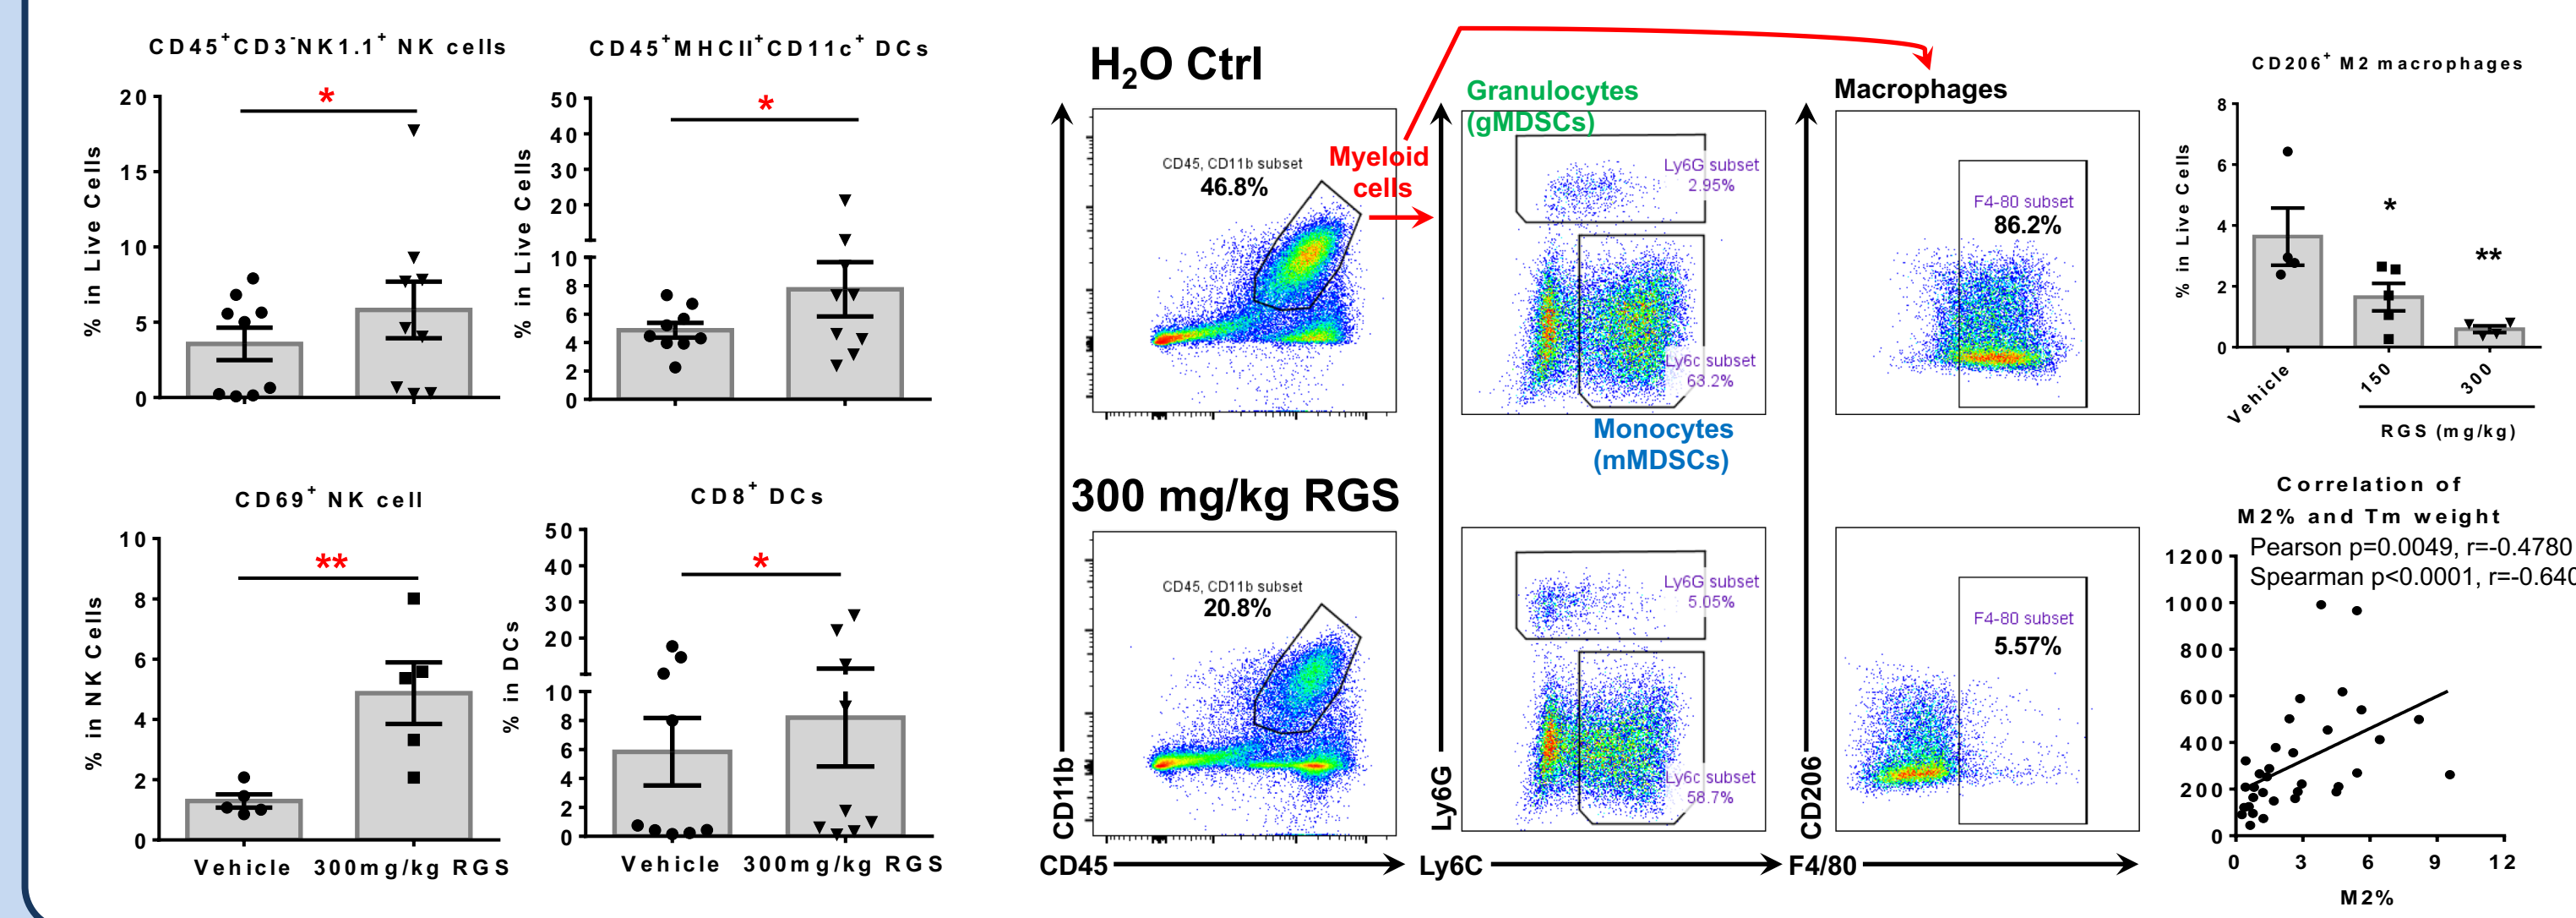 CD45+CD3-NK1.1+ NK cells
% in Live Cells
20
15
10
5
0
*
CD45+MHCII+CD11c+ DCs
% in Live Cells
50
40
30
20
10
8
6
4
2
0
*
CD69+ NK cell
% in NK Cells
10
8
6
4
2
0
**
Vehicle 300mg/kg RGS
CD8+ DCs
% in DCs
50
40
30
20
10
8
6
4
2
0
*
Vehicle 300mg/kg RGS
H2O Ctrl
CD45, CD11b subset
46.8%
Myeloid
cells
Granulocytes
(gMDSCs)
Ly6G subset
2.95%
Ly6c subset
63.2%
Monocytes
(mMDSCs)
Macrophages
F4-80 subset
86.2%
300 mg/kg RGS
CD45, CD11b subset
20.8%
Ly6G subset
5.05%
Ly6c subset
58.7%
F4-80 subset
5.57%
CD11b
CD45
Ly6G
Ly6C
CD206
F4/80
CD206+ M2 macrophages
% in Live Cells
8
6
4
2
0
*
**
Vehicle
150
300
RGS (mg/kg)
Correlation of
M2% and Tm weight
Pearson p=0.0049, r=-0.4780
Spearman p<0.0001, r=-0.640
1200
1000
800
600
400
200
0
0 3 6 9 12
M2%